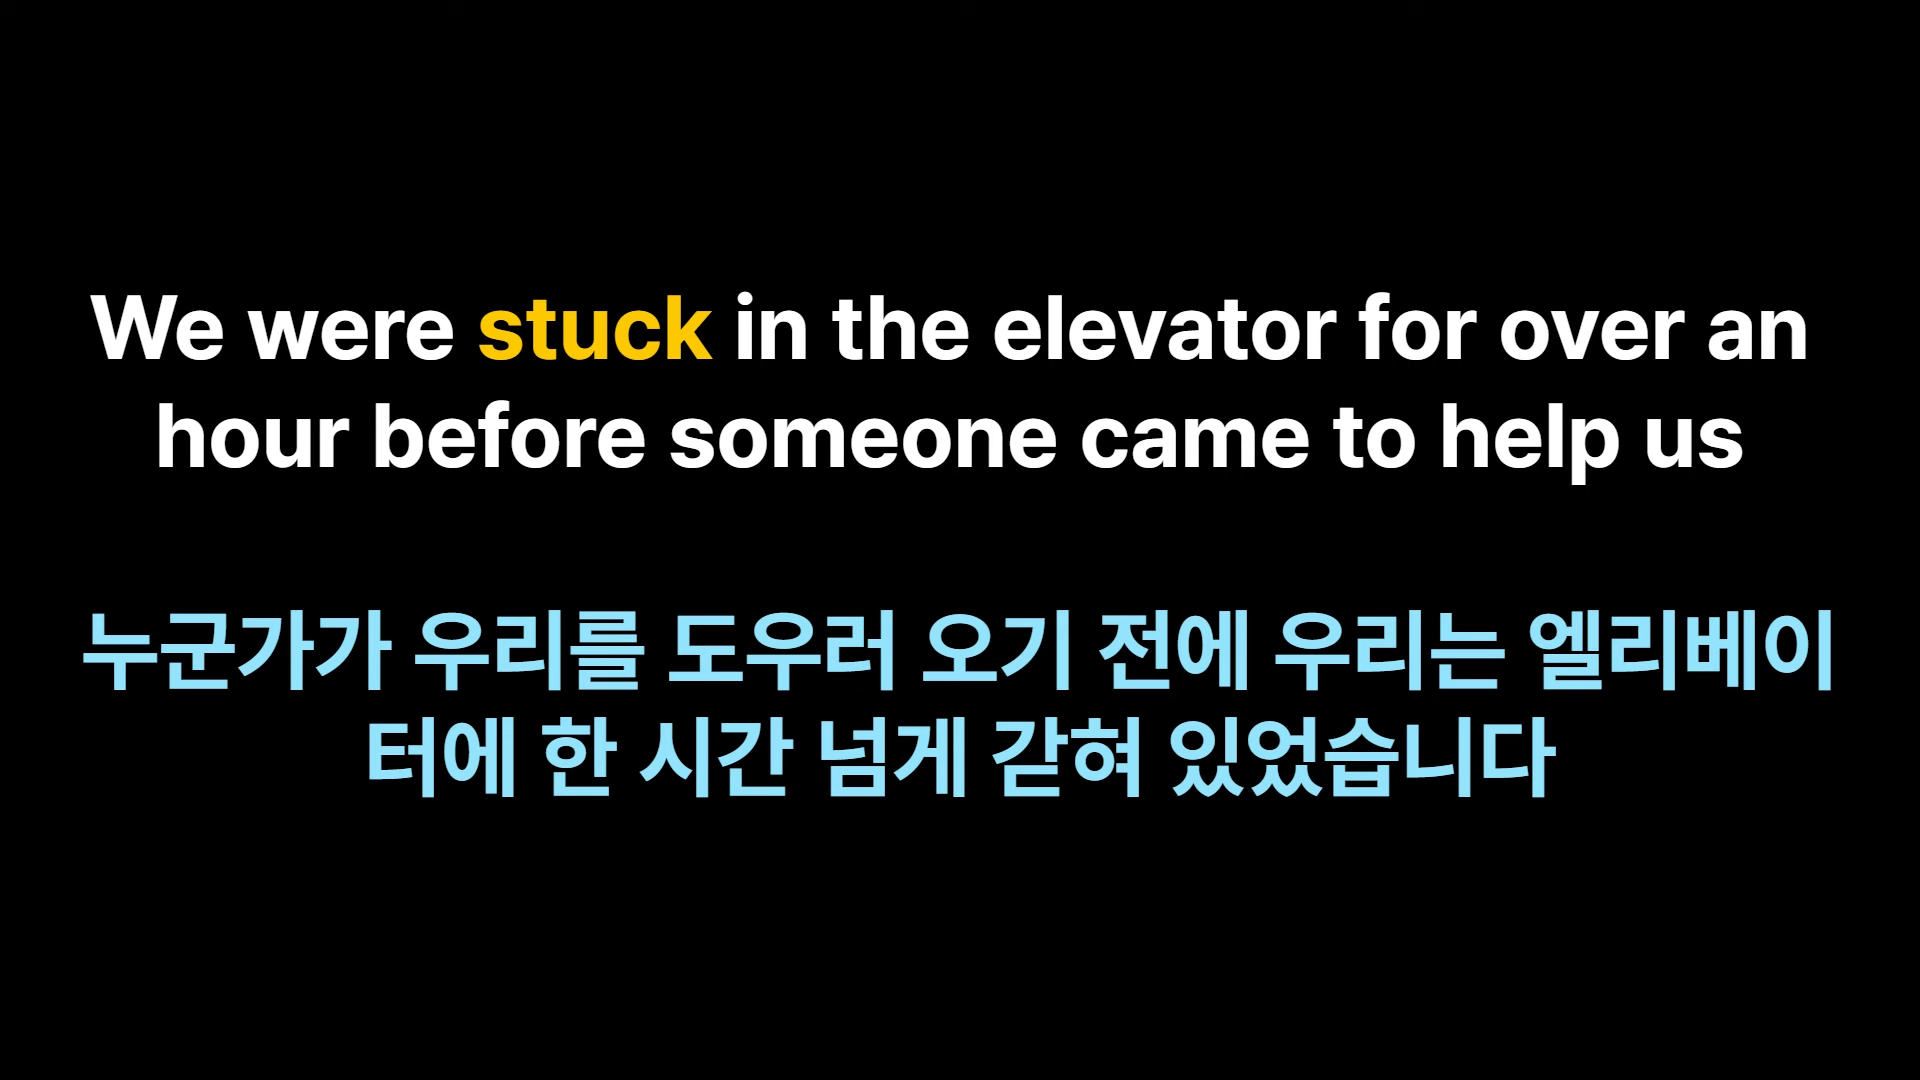 We were stuck in the elevator for over an
hour before someone came to help us
누군가가 우리를 도우러 오기 전에 우리는 엘리베이
터에 한 시간 넘게 갇혀 있었습니다